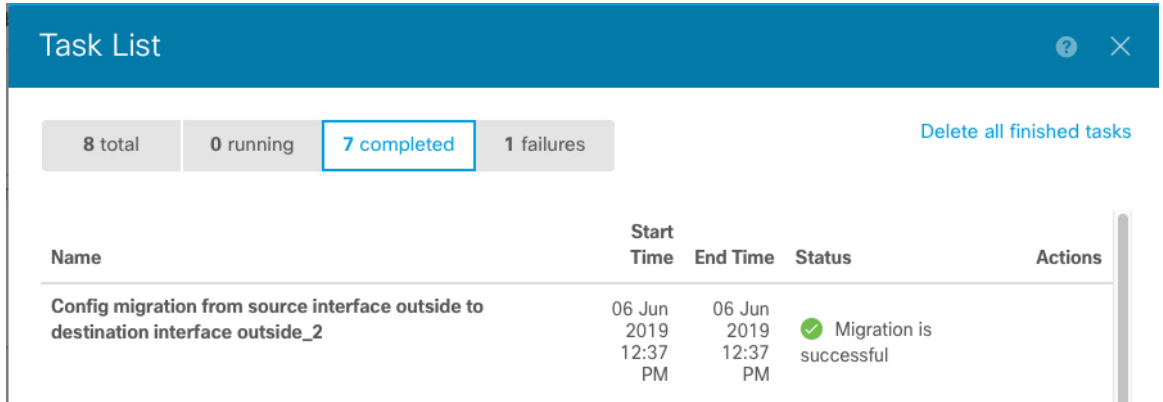 Task List
8 total
0 running
7 completed
1 failures
Delete all finished tasks
Name
Start
Time
End Time
Status
Actions
Config migration from source interface outside to
destination interface outside_2
06 Jun
2019
12:37
PM
06 Jun
2019
12:37
PM
Migration is
successful